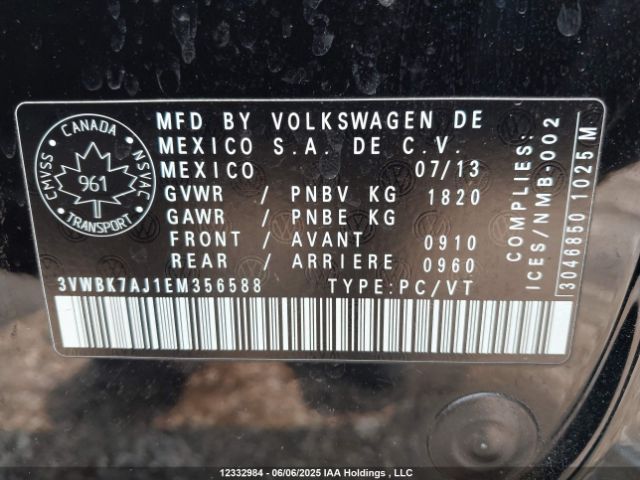 CANADA
CMVSS
NSVAC
961
TRANSPORT
MFD BY VOLKSWAGEN DE
MEXICO S.A. DE C.V.
MEXICO 07/13
GVWR / PNBV KG 1820
GAWR / PNBE KG
FRONT / AVANT 0910
REAR / ARRIERE 0960
3VWBK7AJ1EM356588 TYPE:PC/VT
COMPLIES:
ICES/NMB-002
3046850 1025 M
12332984 - 06/06/2025 IAA Holdings , LLC